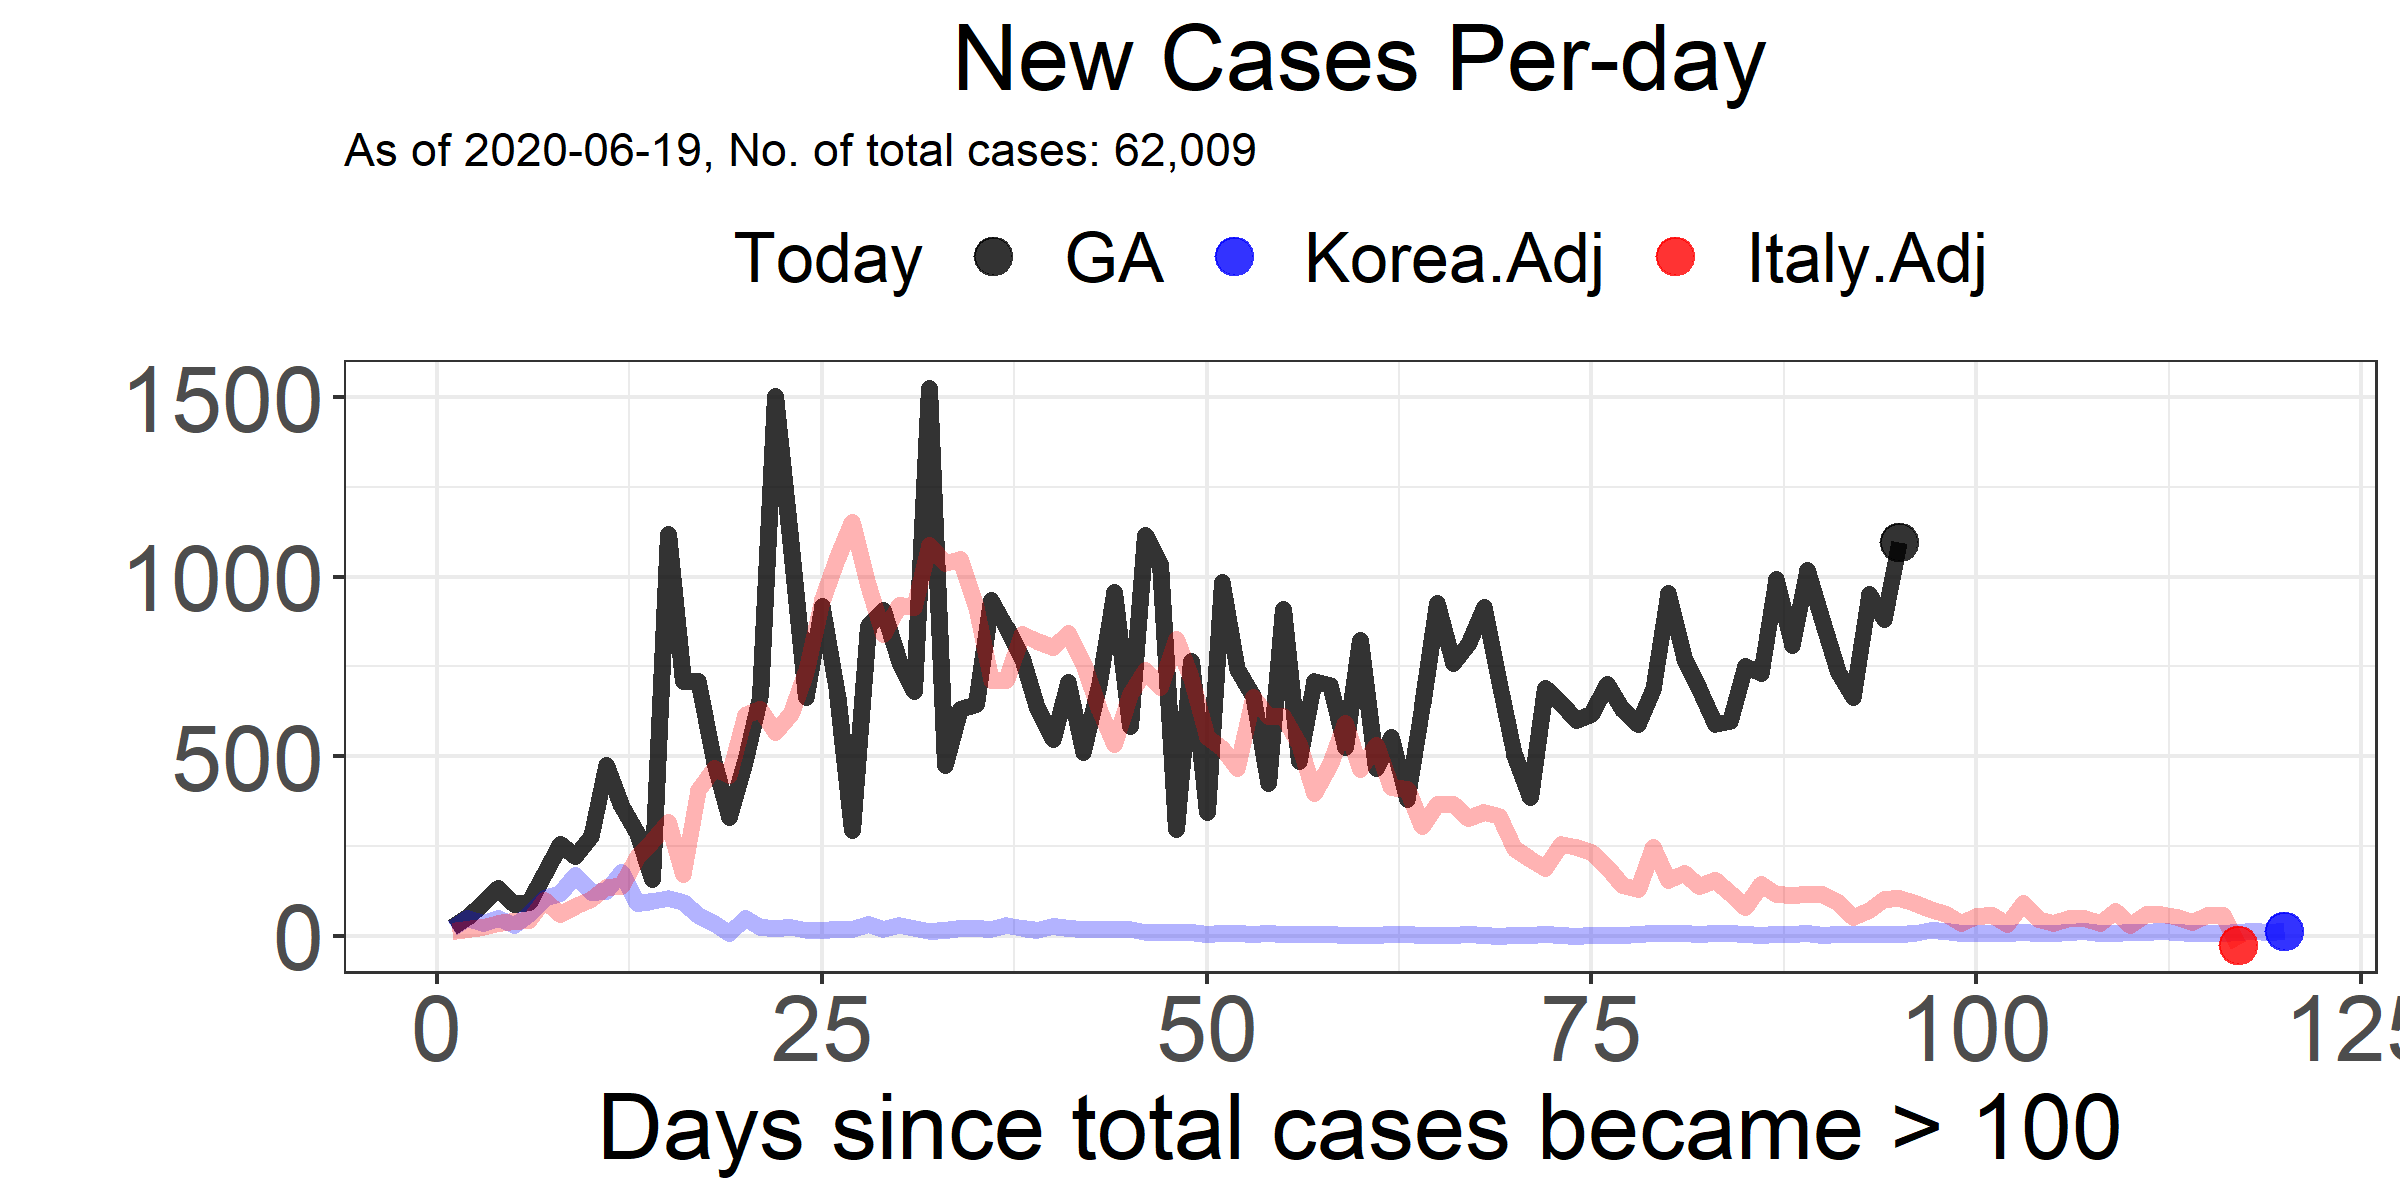 New Cases Per-day
As of 2020-06-19, No. of total cases: 62,009
Today GA Korea.Adj Italy.Adj
1500
1000
500
0
0 25 50 75 100 125
Days since total cases became > 100